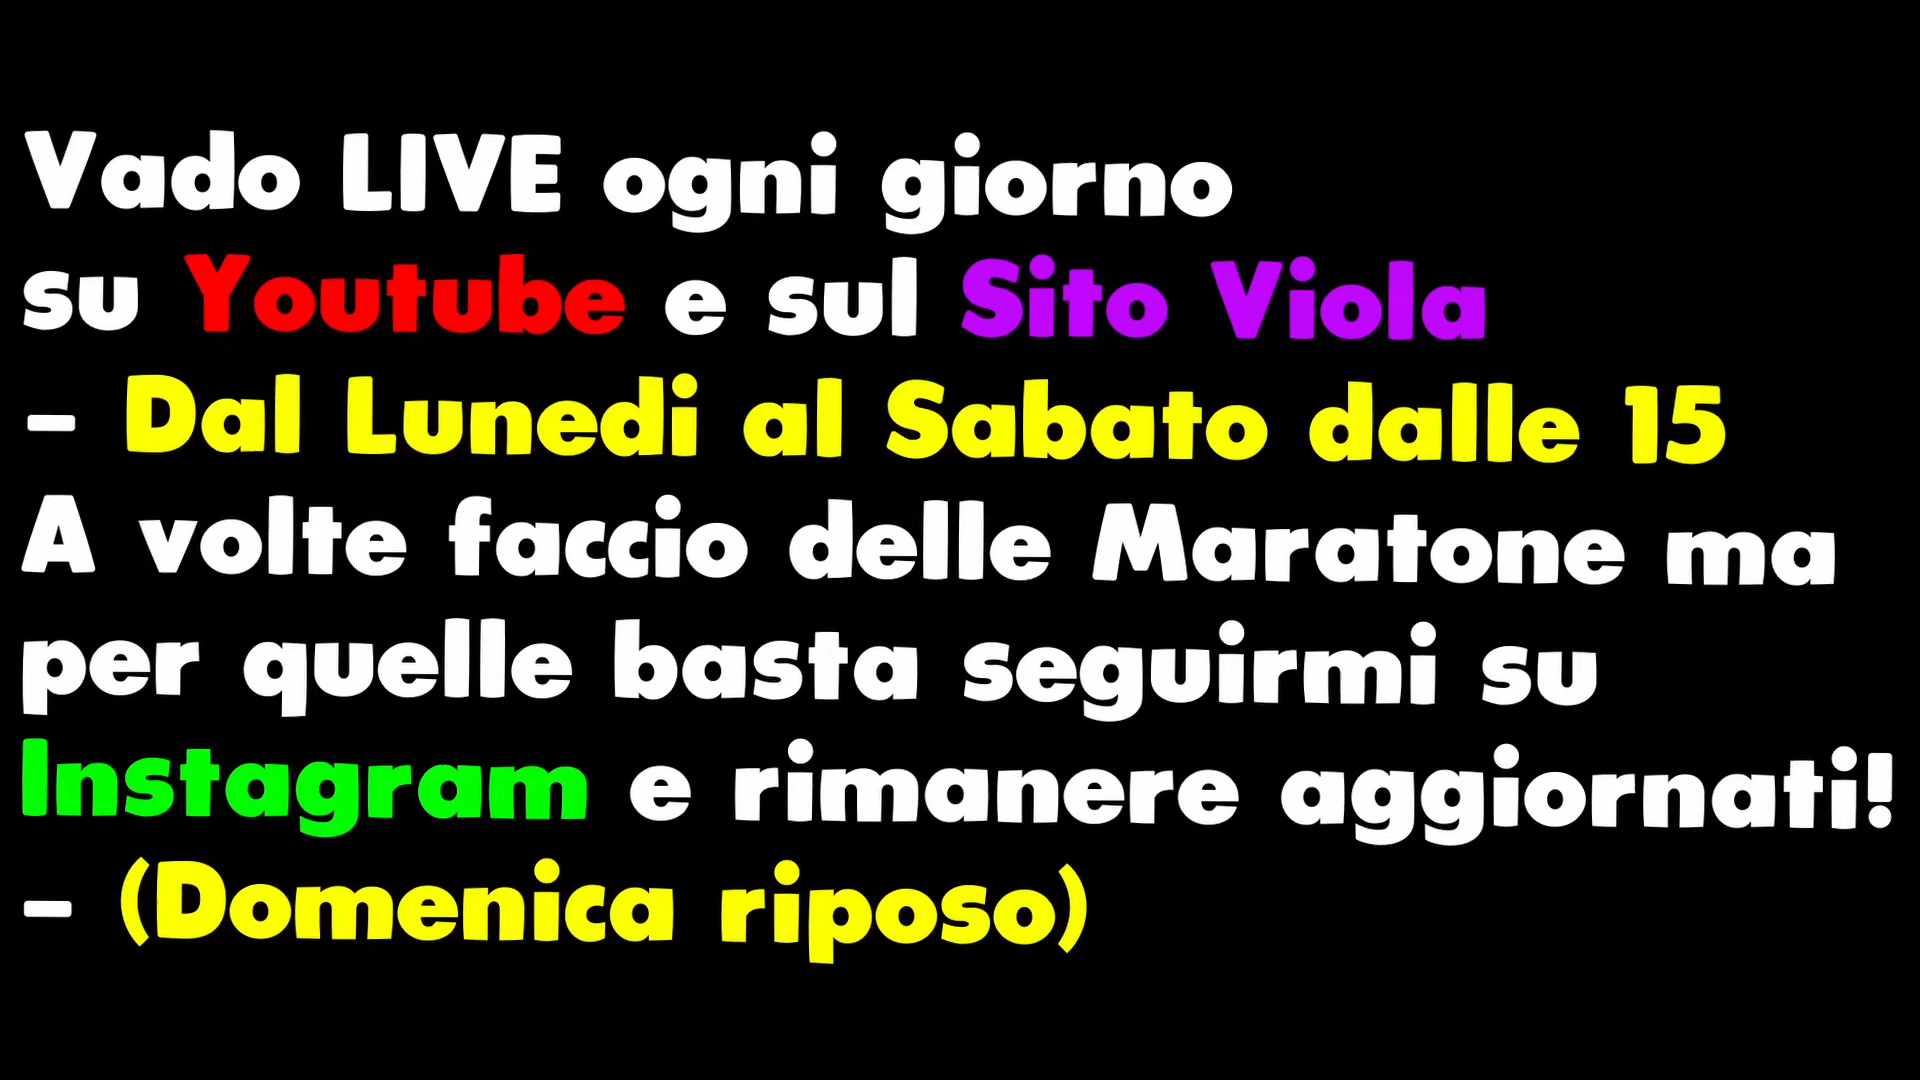 Vado LIVE ogni giorno
su Youtube e sul Sito Viola
- Dal Lunedi al Sabato dalle 15
A volte faccio delle Maratone ma
per quelle basta seguirmi su
Instagram e rimanere aggiornati!
- (Domenica riposo)